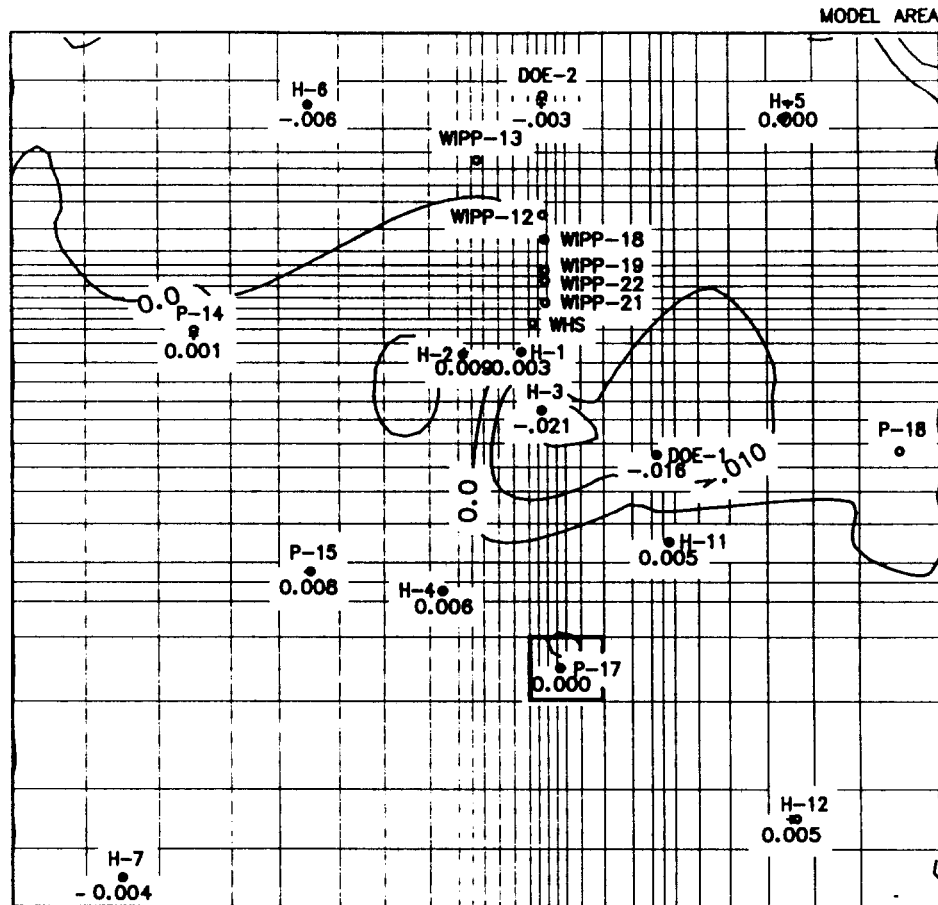 MODEL AREA
DOE-2
-.003
H-6
-.006
H-5
0.000
WIPP-13
WIPP-12
WIPP-18
WIPP-19
WIPP-22
WIPP-21
WHS
0.0
P-14
0.001
H-2
0.009
H-1
0.003
H-3
-.021
P-18
DOE-1
-.016
-.010
0.0
H-11
0.005
P-15
0.008
H-4
0.006
P-17
0.000
H-12
0.005
H-7
-0.004